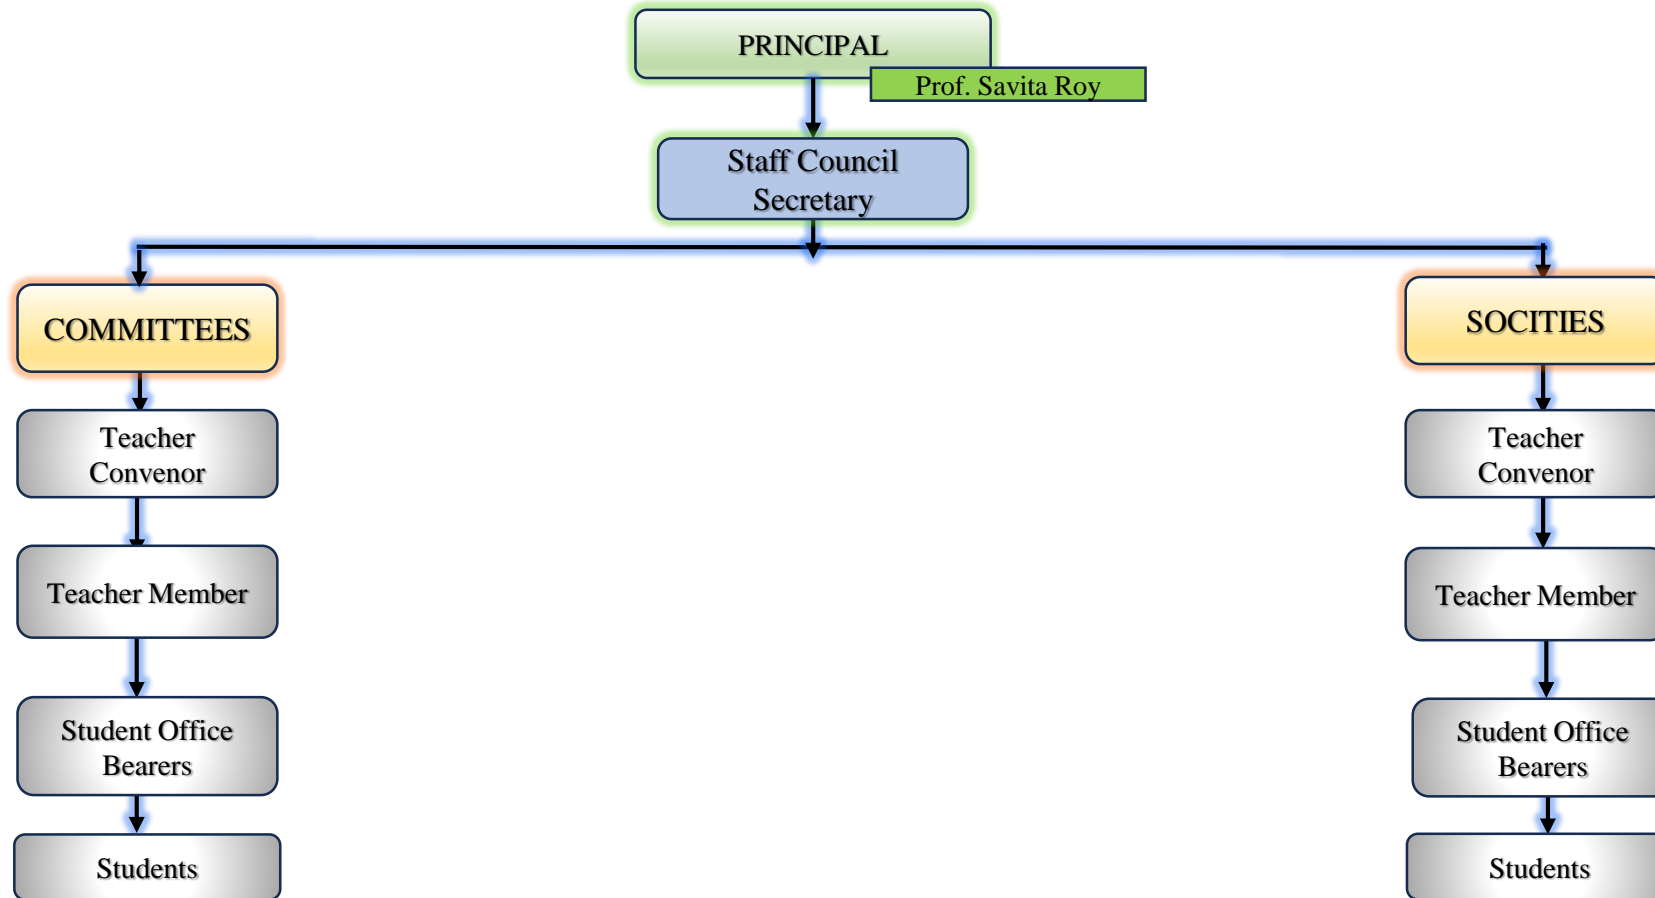 PRINCIPAL
Prof. Savita Roy
Staff Council
Secretary
COMMITTEES
Teacher
Convenor
Teacher Member
Student Office
Bearers
Students
SOCITIES
Teacher
Convenor
Teacher Member
Student Office
Bearers
Students